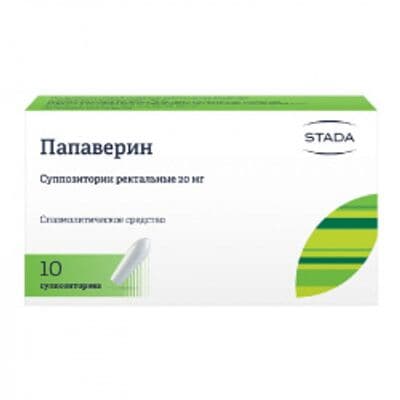 STADA
Папаверин
Суппозитории ректальные 20 мг
Спазмолитическое средство
10
суппозиториев